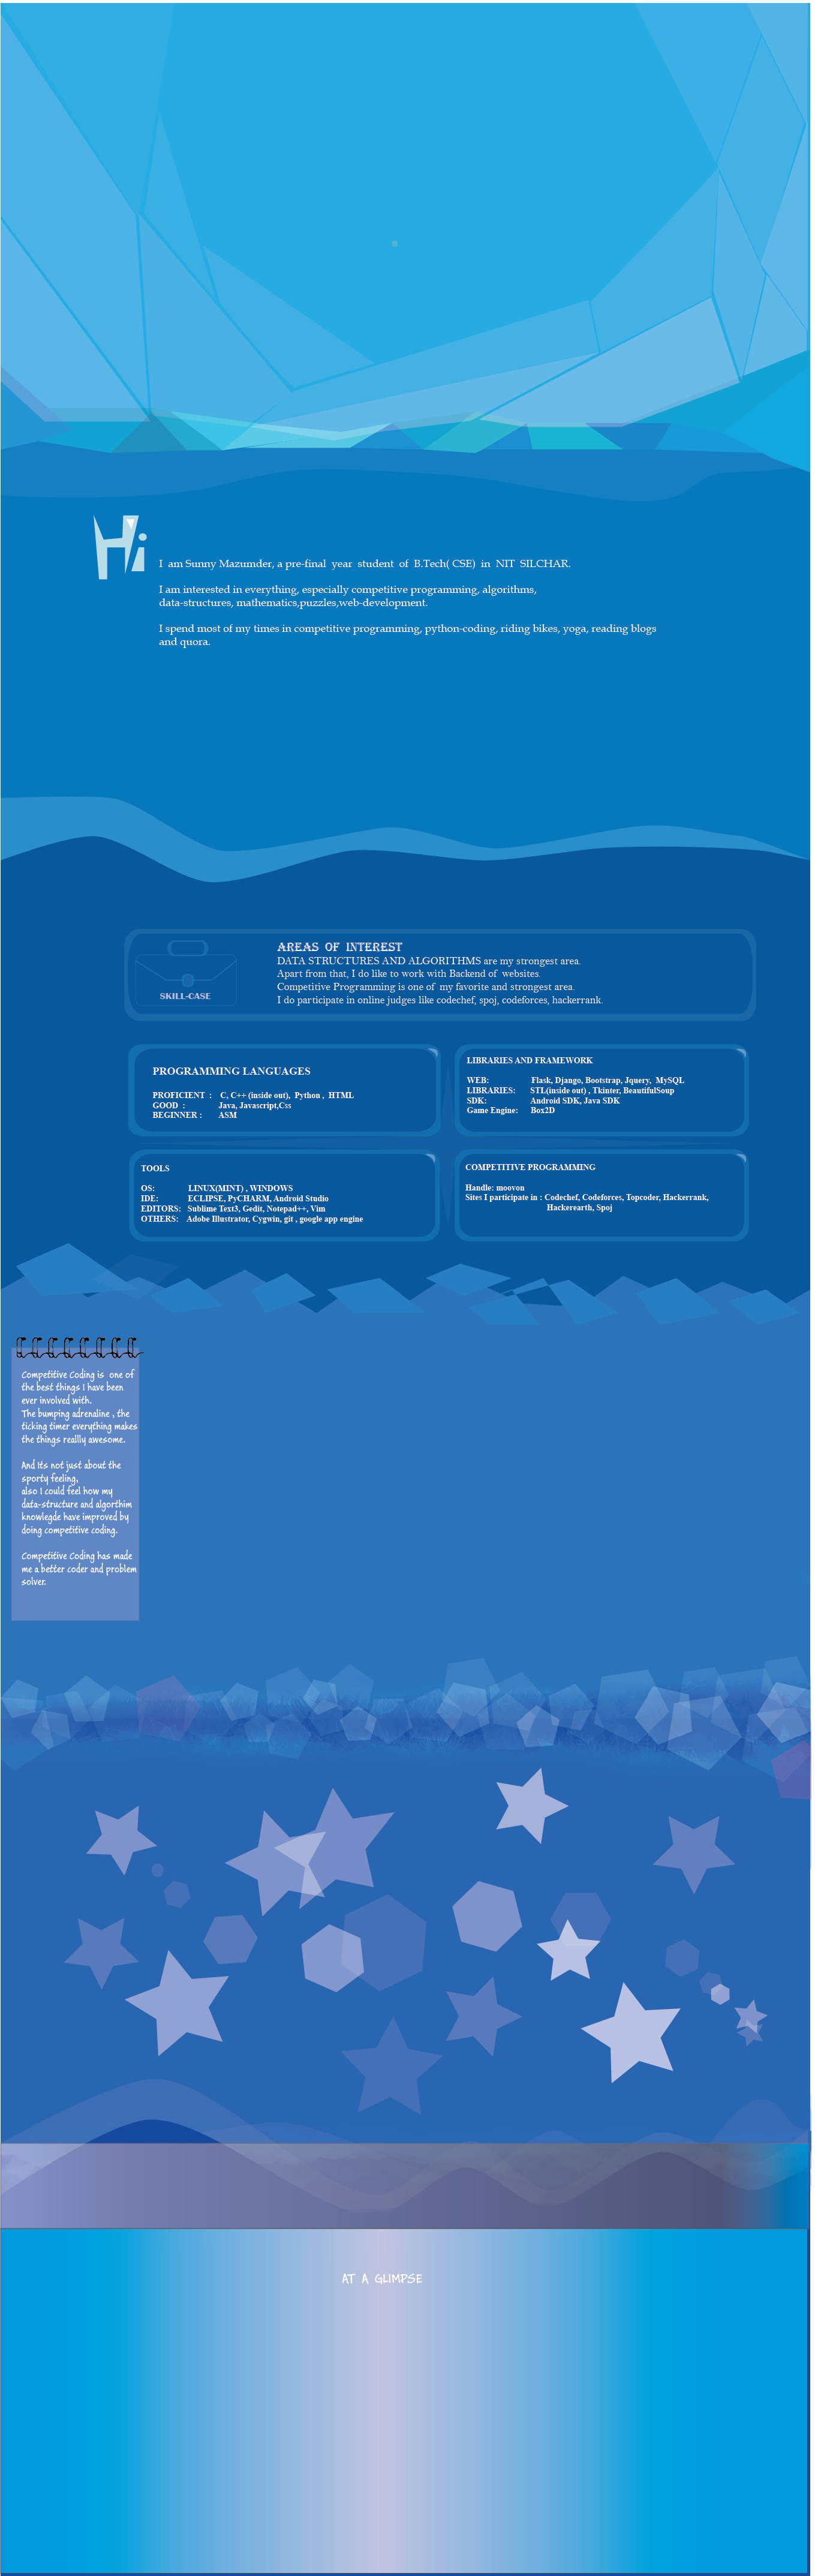 Hi
I am Sunny Mazumder, a pre-final year student of B.Tech( CSE) in NIT SILCHAR.
I am interested in everything, especially competitive programming, algorithms,
data-structures, mathematics,puzzles,web-development.
I spend most of my times in competitive programming, python-coding, riding bikes, yoga, reading blogs
and quora.
SKILL-CASE
AREAS OF INTEREST
DATA STRUCTURES AND ALGORITHMS are my strongest area.
Apart from that, I do like to work with Backend of websites.
Competitive Programming is one of my favorite and strongest area.
I do participate in online judges like codechef, spoj, codeforces, hackerrank.
PROGRAMMING LANGUAGES
PROFICIENT : C, C++ (inside out), Python , HTML
GOOD : Java, Javascript,Css
BEGINNER : ASM
LIBRARIES AND FRAMEWORK
WEB: Flask, Django, Bootstrap, Jquery, MySQL
LIBRARIES: STL(inside out) , Tkinter, BeautifulSoup
SDK: Android SDK, Java SDK
Game Engine: Box2D
TOOLS
OS: LINUX(MINT) , WINDOWS
IDE: ECLIPSE, PyCHARM, Android Studio
EDITORS: Sublime Text3, Gedit, Notepad++, Vim
OTHERS: Adobe Illustrator, Cygwin, git , google app engine
COMPETITIVE PROGRAMMING
Handle: moovon
Sites I participate in : Codechef, Codeforces, Topcoder, Hackerrank,
Hackerearth, Spoj
Competitive Coding is one of
the best things I have been
ever involved with.
The bumping adrenaline , the
ticking timer everything makes
the things reallly awesome.
And Its not just about the
sporty feeling,
also I could feel how my
data-structure and algorthim
knowlegde have improved by
doing competitive coding.
Competitive Coding has made
me a better coder and problem
solver.
AT A GLIMPSE